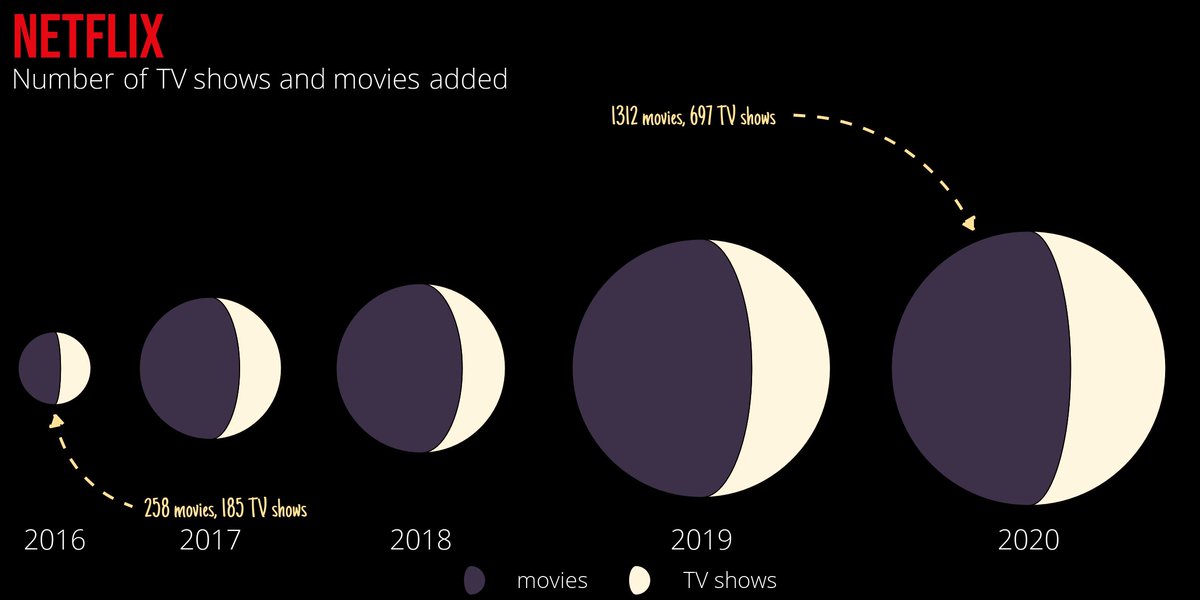 NETFLIX
Number of TV shows and movies added
1312 movies, 697 TV shows
258 movies, 185 TV shows
2016 2017 2018 2019 2020
movies TV shows